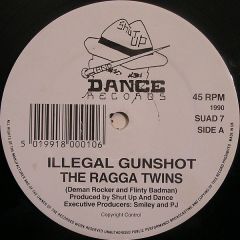 SHUT UP
AND
DANCE
RECORDS
45 RPM
1990
SUAD 7
SIDE A
5 019918 000106
ILLEGAL GUNSHOT
THE RAGGA TWINS
(Deman Rocker and Flinty Badman)
Produced by Shut Up And Dance
Executive Producers: Smiley and PJ
Copyright Control